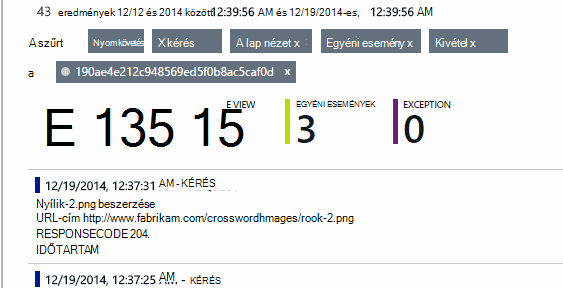 43 eredmények 12/12 és 2014 között 12:39:56 AM és 12/19/2014-es, 12:39:56 AM
A szűrt Nyomkövetés X kérés A lap nézet x Egyéni esemény x Kivétel x
a 190ae4e212c948569ed5f0b8ac5caf0d x
E VIEW EGYÉNI ESEMÉNYEK EXCEPTION
E 135 15 3 0
12/19/2014, 12:37:31 AM - KÉRÉS
Nyílik-2.png beszerzése
URL-cím http://www.fabrikam.com/crosswordhmages/rook-2.png
RESPONSECODE 204.
IDŐTARTAM
12/19/2014, 12:37:25 AM - KÉRÉS